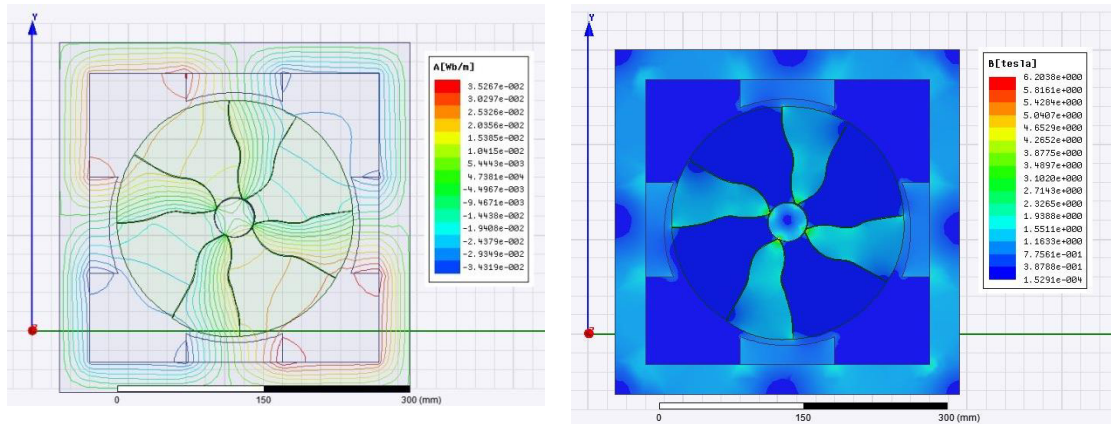 Y
A[Wb/m]
3.5267e-002
3.0297e-002
2.5326e-002
2.0356e-002
1.5385e-002
1.0415e-002
5.4443e-003
4.7381e-004
-4.4967e-003
-9.4671e-003
-1.4438e-002
-1.9408e-002
-2.4379e-002
-2.9349e-002
-3.4319e-002
0
150
300 (mm)
Y
B[tesla]
6.2038e+000
5.8161e+000
5.4284e+000
5.0407e+000
4.6529e+000
4.2652e+000
3.8775e+000
3.4897e+000
3.1020e+000
2.7143e+000
2.3265e+000
1.9388e+000
1.5511e+000
1.1633e+000
7.7561e-001
3.8788e-001
1.5291e-004
0
150
300 (mm)